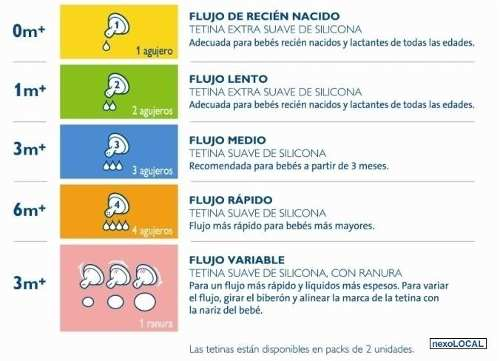 0m+
1
1 agujero
FLUJO DE RECIÉN NACIDO
TETINA EXTRA SUAVE DE SILICONA
Adecuada para bebés recién nacidos y lactantes de todas las edades.
1m+
2
2 agujeros
FLUJO LENTO
TETINA EXTRA SUAVE DE SILICONA
Adecuada para bebés recién nacidos y lactantes de todas las edades.
3m+
3
3 agujeros
FLUJO MEDIO
TETINA SUAVE DE SILICONA
Recomendada para bebés a partir de 3 meses.
6m+
4
4 agujeros
FLUJO RÁPIDO
TETINA SUAVE DE SILICONA
Flujo más rápido para bebés más mayores.
3m+
1 ranura
FLUJO VARIABLE
TETINA SUAVE DE SILICONA, CON RANURA
Para un flujo más rápido y líquidos más espesos. Para variar
el flujo, girar el biberón y alinear la marca de la tetina con
la nariz del bebé.
Las tetinas están disponibles en packs de 2 unidades.
nexoLOCAL